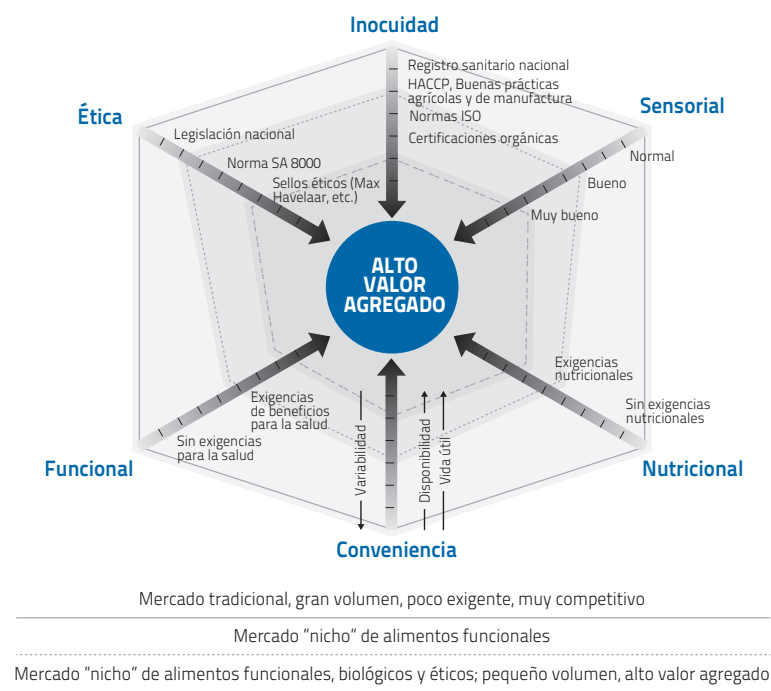 Inocuidad
Registro sanitario nacional
HACCP, Buenas prácticas
agrícolas y de manufactura
Normas ISO
Certificaciones orgánicas
Ética
Legislación nacional
Norma SA 8000
Sellos éticos (Max
Havelaar, etc.)
Sensorial
Normal
Bueno
Muy bueno
ALTO
VALOR
AGREGADO
Exigencias
nutricionales
Sin exigencias
nutricionales
Exigencias
de beneficios
para la salud
Sin exigencias
para la salud
Variabilidad
Disponibilidad
Vida útil
Funcional
Nutricional
Conveniencia
Mercado tradicional, gran volumen, poco exigente, muy competitivo
Mercado "nicho" de alimentos funcionales
Mercado "nicho" de alimentos funcionales, biológicos y éticos; pequeño volumen, alto valor agregado